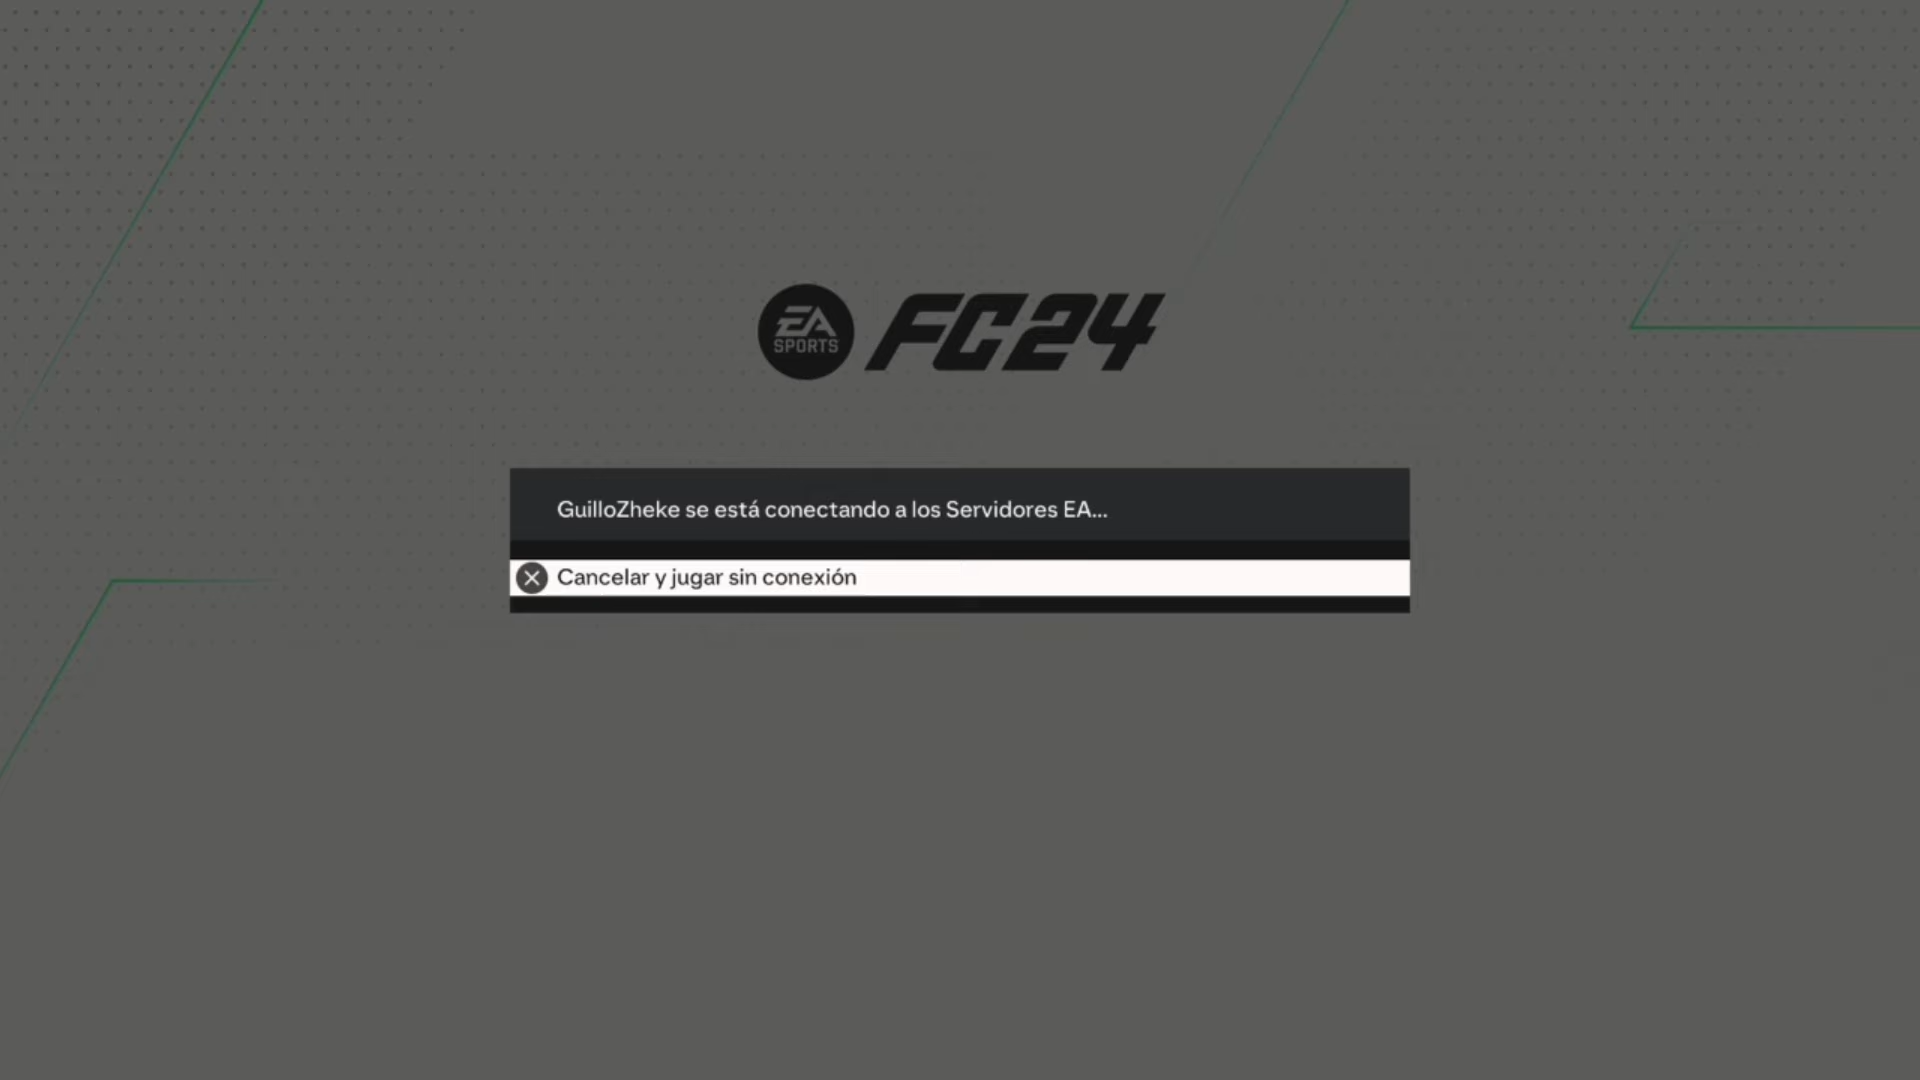 EA
SPORTS
FC24
GuilloZheke se está conectando a los Servidores EA...
Cancelar y jugar sin conexión